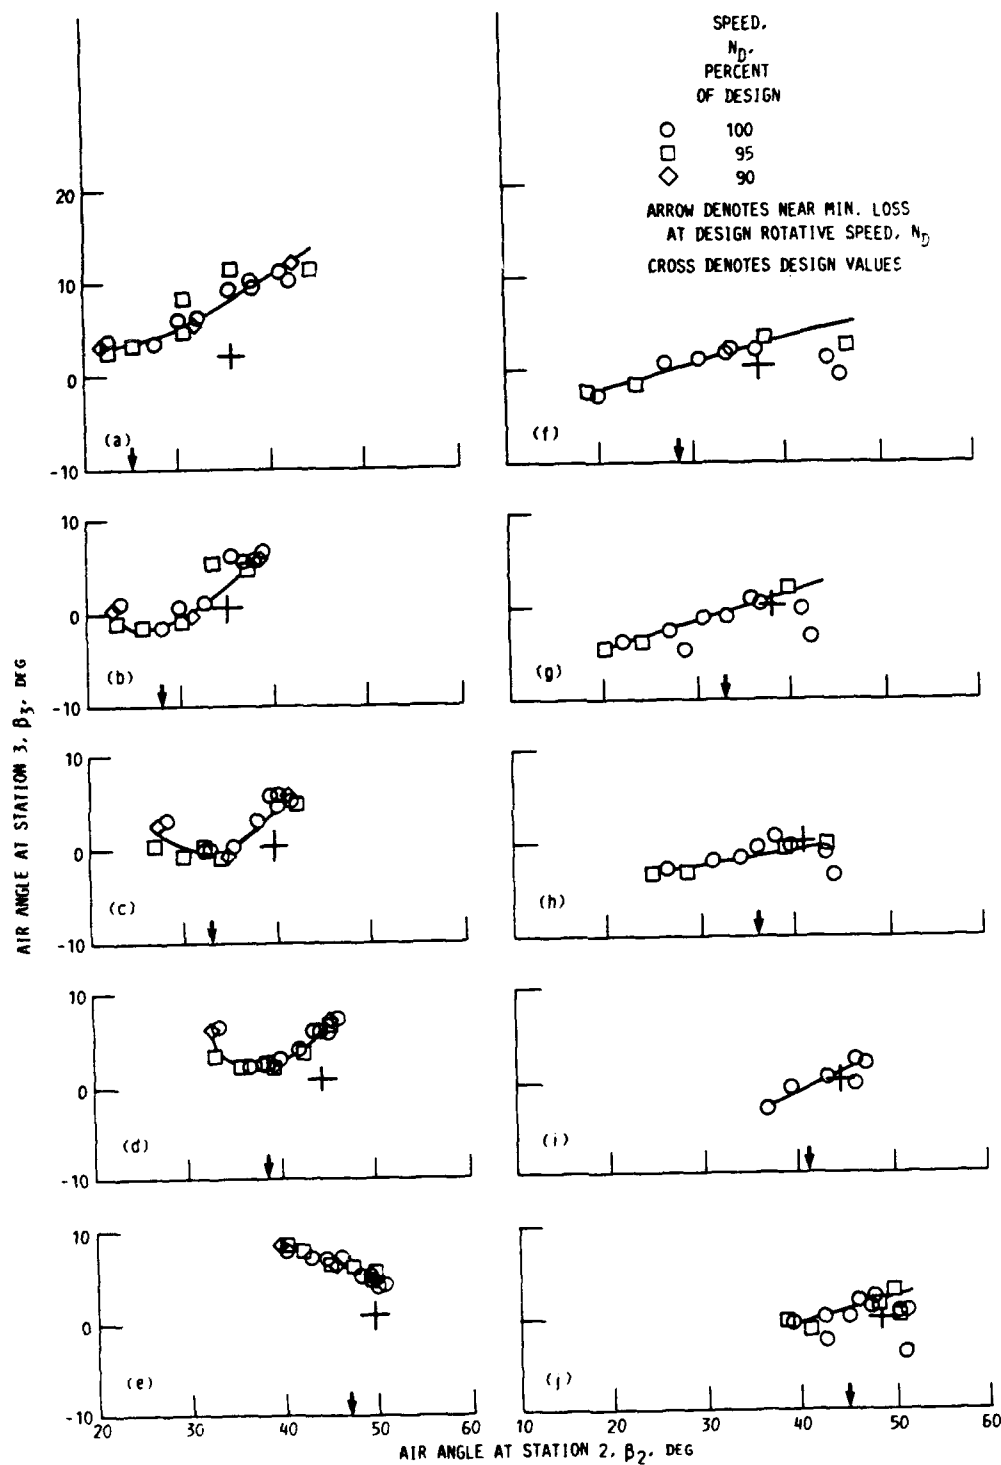 SPEED,
N_D,
PERCENT
OF DESIGN
○ 100
□ 95
◇ 90
ARROW DENOTES NEAR MIN. LOSS
AT DESIGN ROTATIVE SPEED, N_D
CROSS DENOTES DESIGN VALUES
20
10
0
-10
(a)
(f)
10
0
-10
(b)
(g)
10
0
-10
(c)
(h)
10
0
-10
(d)
(i)
10
0
-10
(e)
(j)
20 30 40 50 60
10 20 30 40 50 60
AIR ANGLE AT STATION 3, β3, DEG
AIR ANGLE AT STATION 2, β2, DEG